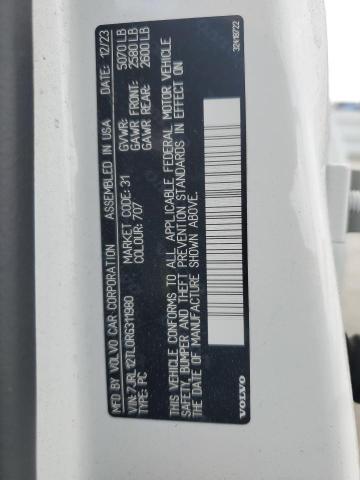 MFD BY VOLVO CAR CORPORATION ASSEMBLED IN USA DATE: 12/23
VIN: 7JRL12TL0RG311980 GVWR: 5070 LB
TYPE: PC MARKET CODE: 31 GAWR FRONT: 2580 LB
COLOUR: 707 GAWR REAR: 2600 LB
THIS VEHICLE CONFORMS TO ALL APPLICABLE FEDERAL MOTOR VEHICLE
SAFETY, BUMPER AND THEFT PREVENTION STANDARDS IN EFFECT ON
THE DATE OF MANUFACTURE SHOWN ABOVE.
VOLVO 32418722